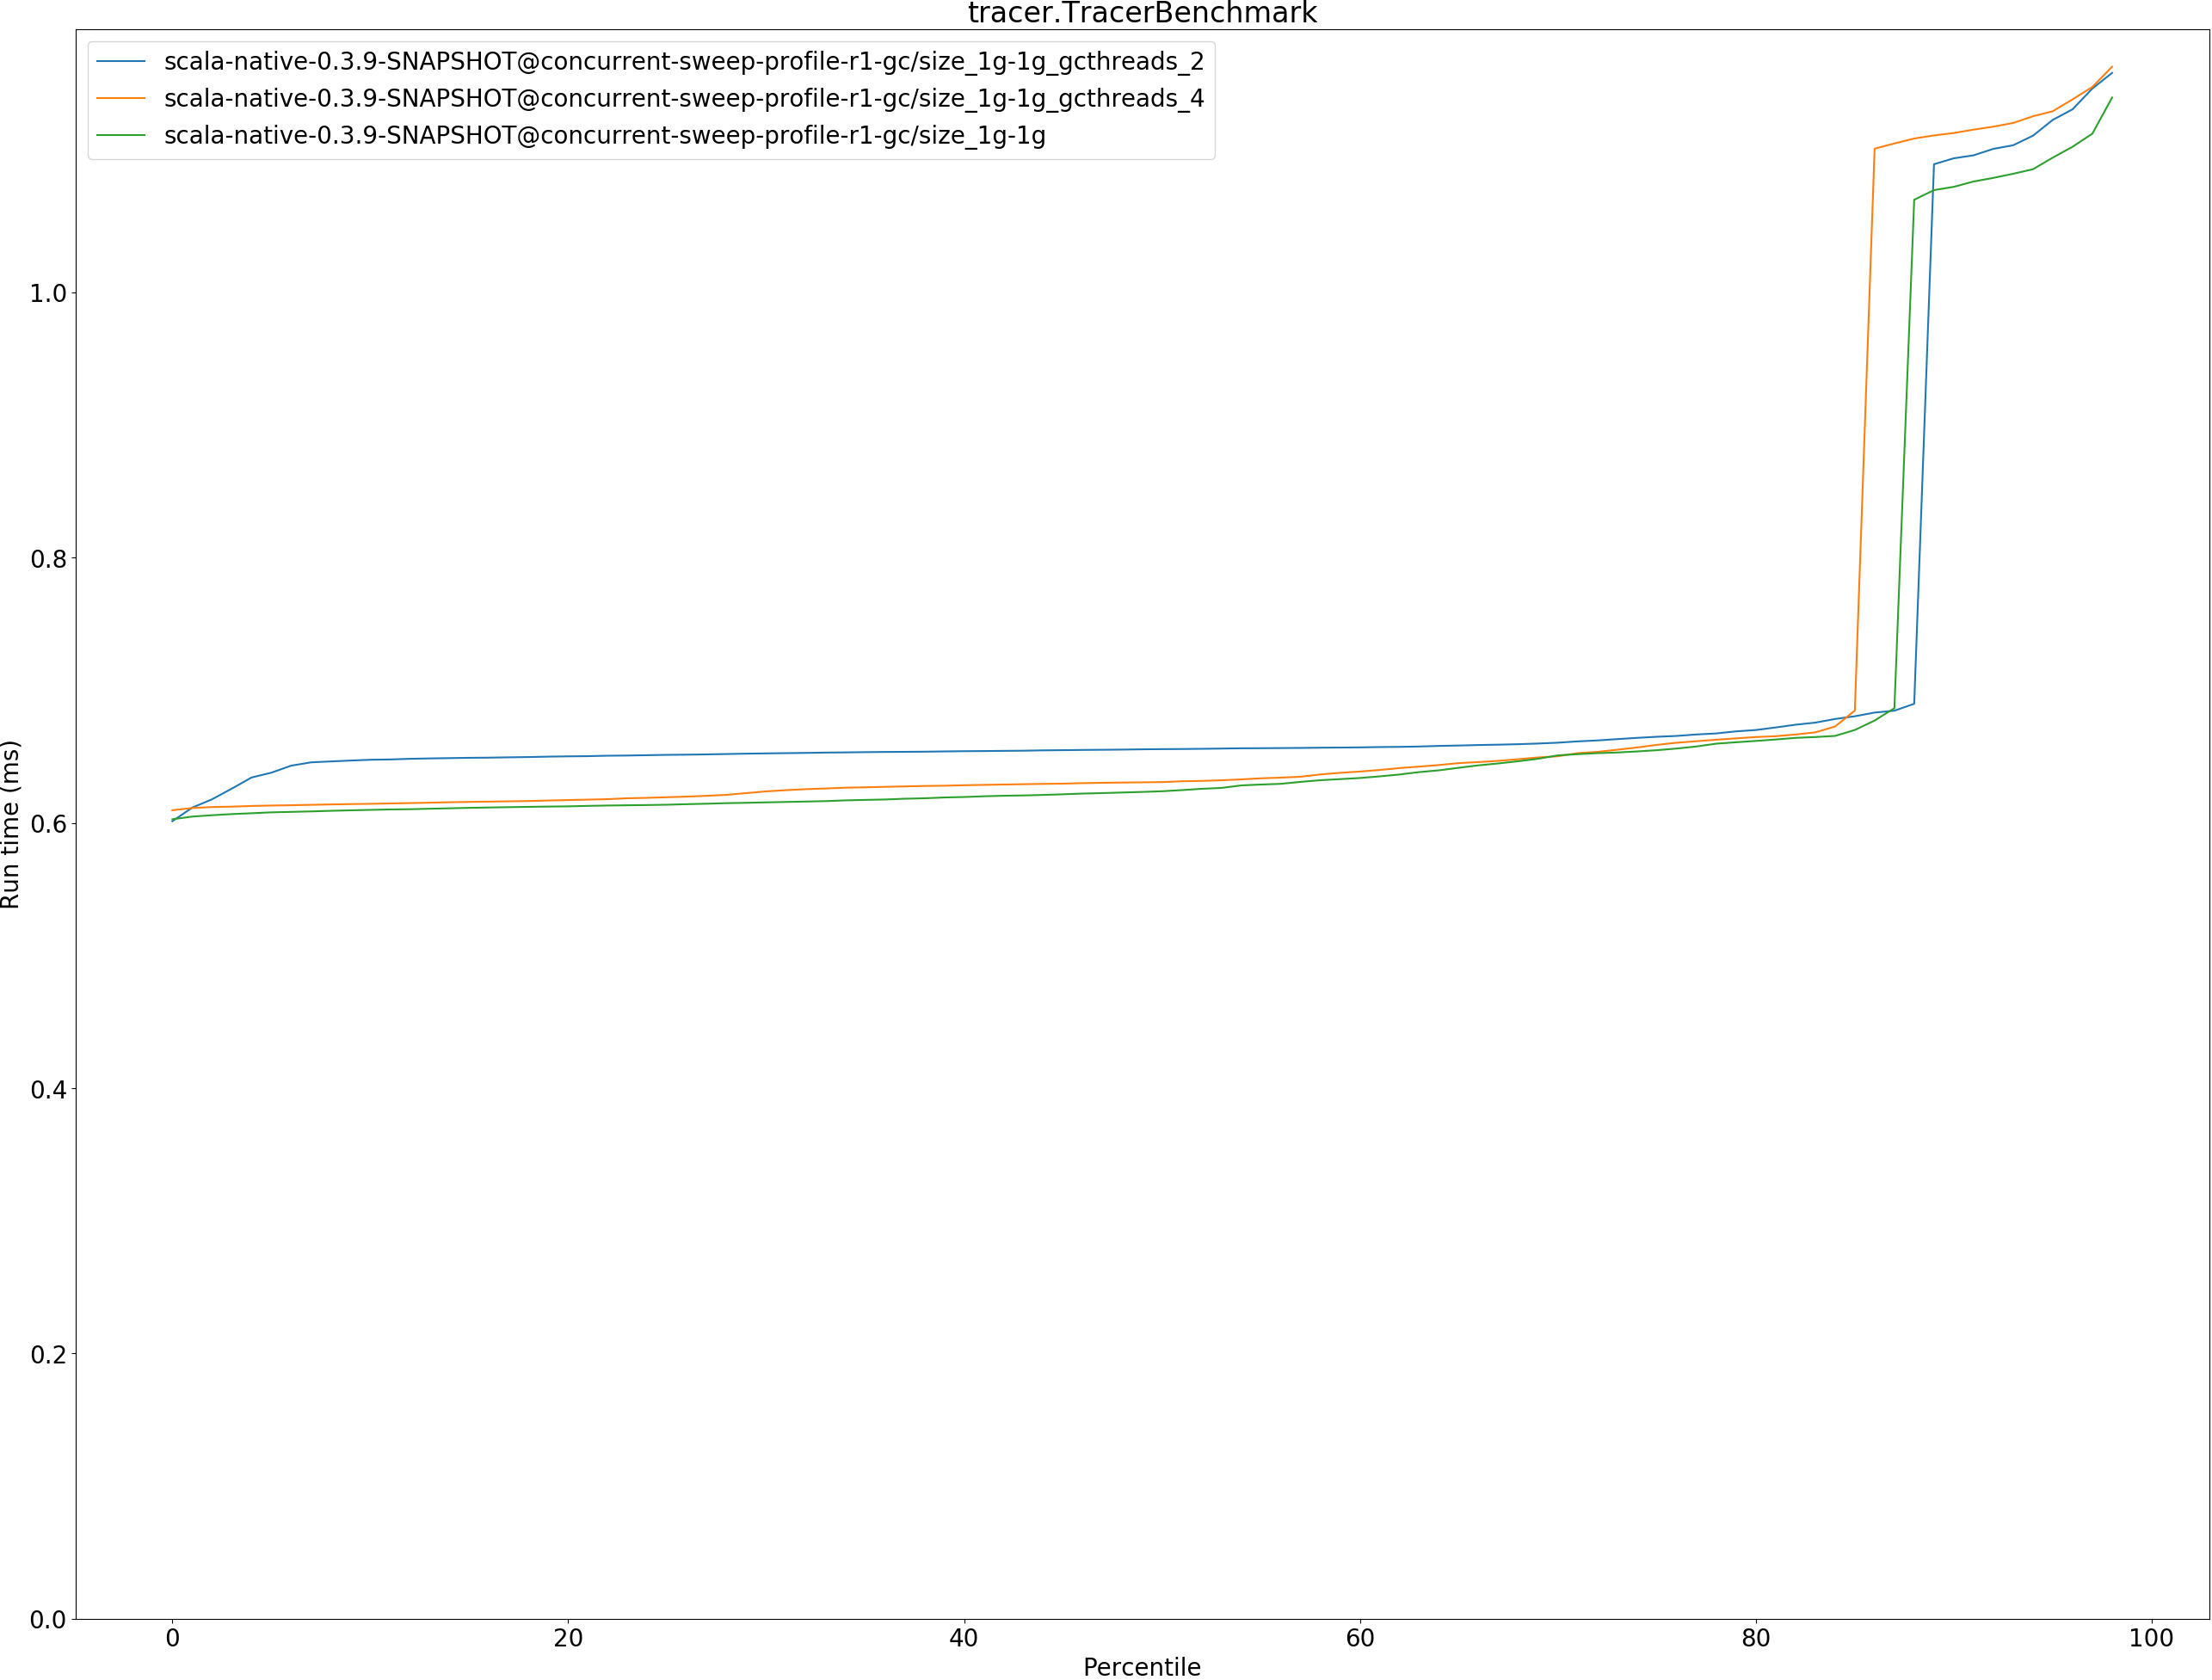 tracer.TracerBenchmark
scala-native-0.3.9-SNAPSHOT@concurrent-sweep-profile-r1-gc/size_1g-1g_gcthreads_2
scala-native-0.3.9-SNAPSHOT@concurrent-sweep-profile-r1-gc/size_1g-1g_gcthreads_4
scala-native-0.3.9-SNAPSHOT@concurrent-sweep-profile-r1-gc/size_1g-1g
Run time (ms)
1.0
0.8
0.6
0.4
0.2
0.0
0 20 40 60 80 100
Percentile